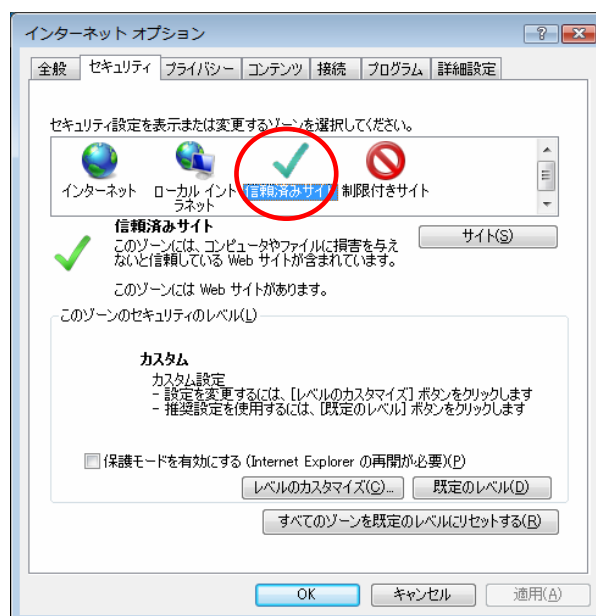 インターネット オプション
全般 セキュリティ プライバシー コンテンツ 接続 プログラム 詳細設定
セキュリティ設定を表示または変更するゾーンを選択してください。
インターネット ローカル イント 信頼済みサイト 制限付きサイト
ラネット
信頼済みサイト
サイト(S)
このゾーンには、コンピュータやファイルに損害を与え
ないと信頼している Web サイトが含まれています。
このゾーンには Web サイトがあります。
このゾーンのセキュリティのレベル(L)
カスタム
カスタム設定
- 設定を変更するには、[レベルのカスタマイズ] ボタンをクリックします
- 推奨設定を使用するには、[既定のレベル] ボタンをクリックします
保護モードを有効にする (Internet Explorer の再開が必要)(P)
レベルのカスタマイズ(C)... 既定のレベル(D)
すべてのゾーンを既定のレベルにリセットする(R)
OK キャンセル 適用(A)